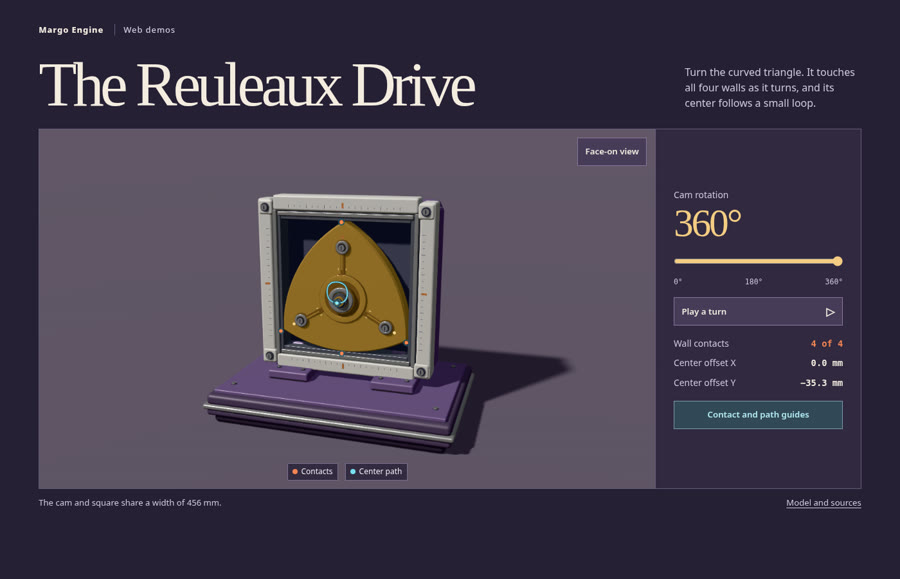 Margo Engine
Web demos
The Reuleaux Drive
Turn the curved triangle. It touches
all four walls as it turns, and its
center follows a small loop.
Face-on view
Cam rotation
360°
0° 180° 360°
Play a turn
Wall contacts 4 of 4
Center offset X 0.0 mm
Center offset Y −35.3 mm
Contact and path guides
Contacts
Center path
The cam and square share a width of 456 mm.
Model and sources